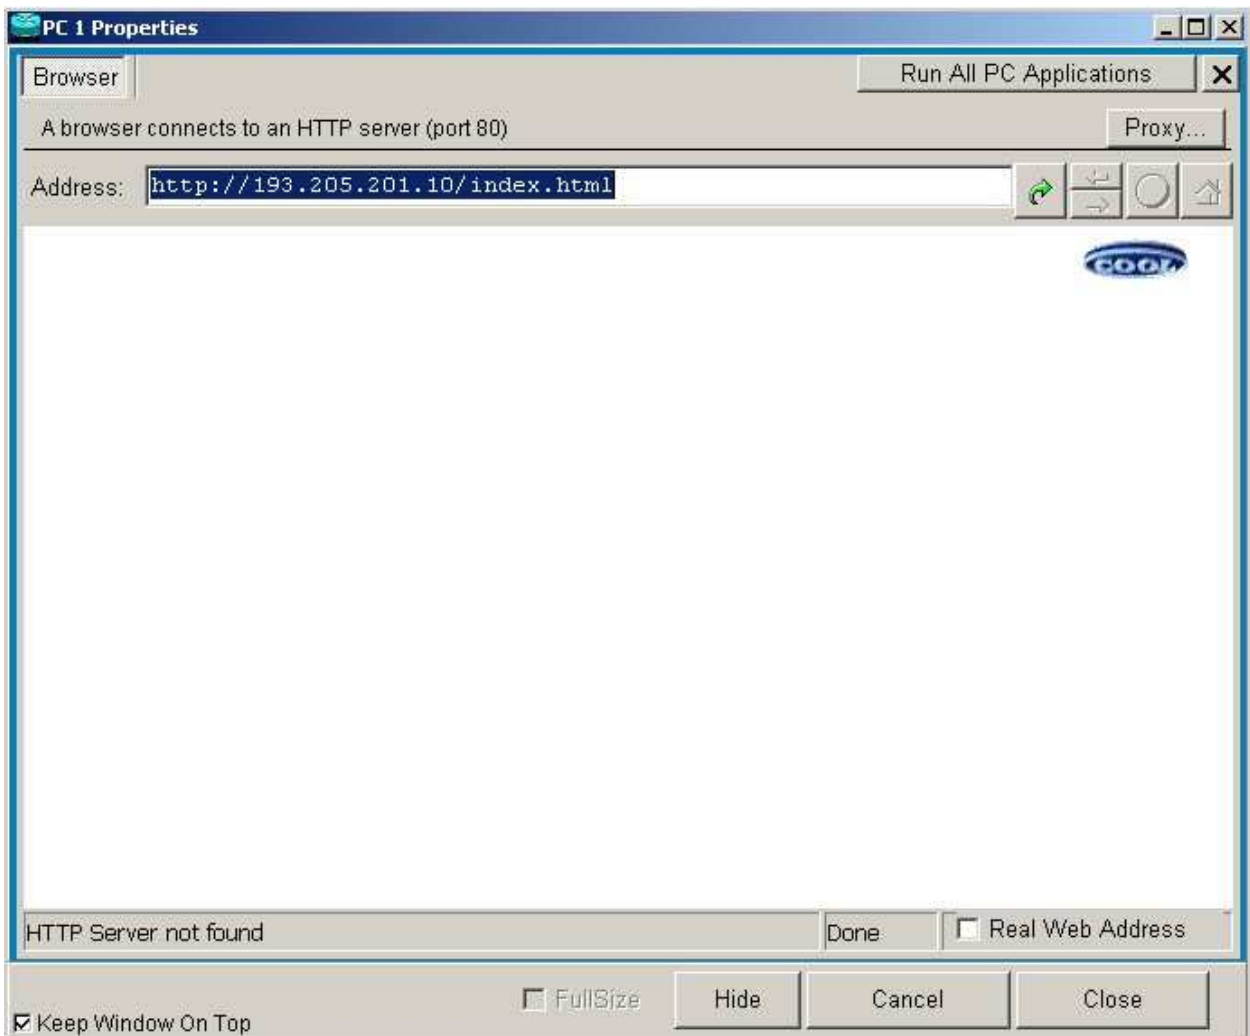 PC 1 Properties
Browser
Run All PC Applications
A browser connects to an HTTP server (port 80)
Proxy...
Address: http://193.205.201.10/index.html
COOL
HTTP Server not found
Done
Real Web Address
FullSize
Hide
Cancel
Close
Keep Window On Top